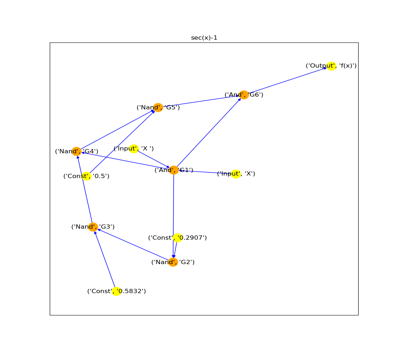 sec(x)-1
('Output', 'f(x)')
('And', 'G6')
('Nand', 'G5')
('Input', 'X ')
('Nand', 'G4')
('And', 'G1')
('Input', 'X')
('Const', '0.5')
('Nand', 'G3')
('Const', '0.2907')
('Nand', 'G2')
('Const', '0.5832')